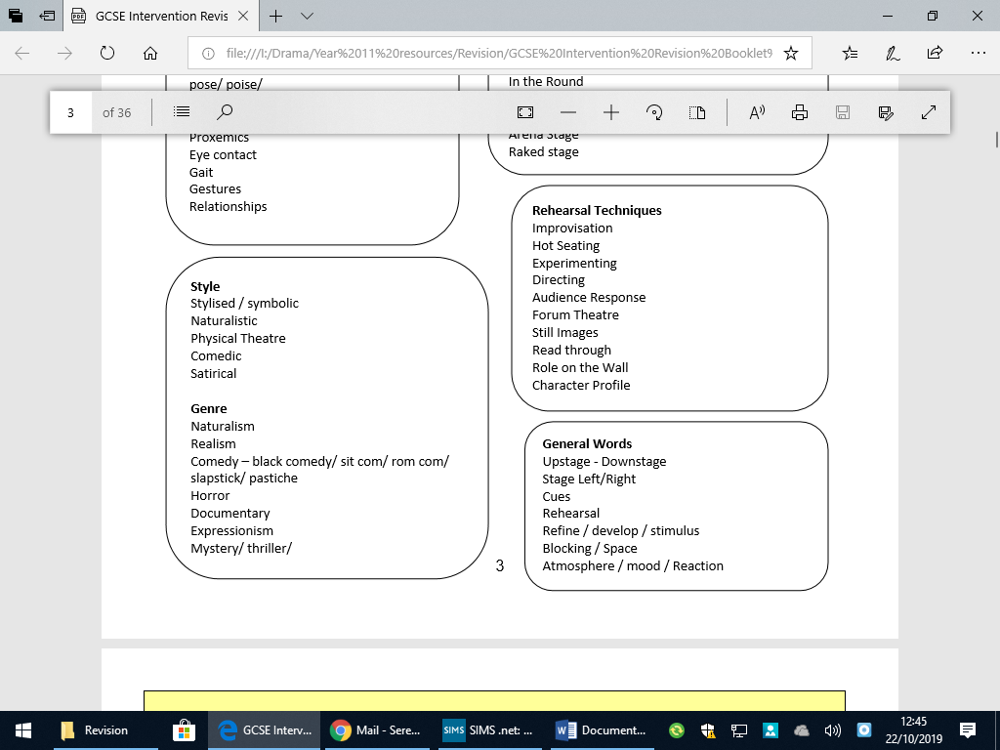 GCSE Intervention Revis
file:///I:/Drama/Year%2011%20resources/Revision/GCSE%20Intervention%20Revision%20Booklet%
3 of 36
pose/ poise/
Proxemics
Eye contact
Gait
Gestures
Relationships
In the Round
Arena Stage
Raked stage
Style
Stylised / symbolic
Naturalistic
Physical Theatre
Comedic
Satirical
Genre
Naturalism
Realism
Comedy – black comedy/ sit com/ rom com/
slapstick/ pastiche
Horror
Documentary
Expressionism
Mystery/ thriller/
Rehearsal Techniques
Improvisation
Hot Seating
Experimenting
Directing
Audience Response
Forum Theatre
Still Images
Read through
Role on the Wall
Character Profile
General Words
Upstage - Downstage
Stage Left/Right
Cues
Rehearsal
Refine / develop / stimulus
Blocking / Space
Atmosphere / mood / Reaction
3
Revision
GCSE Interv...
Mail - Sere...
SIMS
SIMS .net: ...
Document...
12:45
22/10/2019